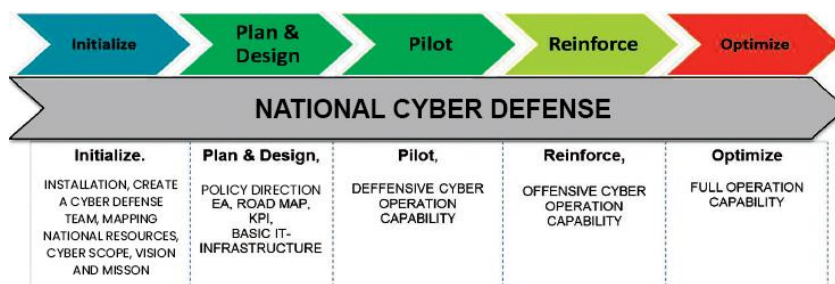 Initialize
Plan &
Design
Pilot
Reinforce
Optimize
NATIONAL CYBER DEFENSE
Initialize.
INSTALLATION, CREATE
A CYBER DEFENSE
TEAM, MAPPING
NATIONAL RESOURCES,
CYBER SCOPE, VISION
AND MISSON
Plan & Design,
POLICY DIRECTION
EA, ROAD MAP,
KPI,
BASIC IT-
INFRASTRUCTURE
Pilot,
DEFFENSIVE CYBER
OPERATION
CAPABILITY
Reinforce,
OFFENSIVE CYBER
OPERATION
CAPABILITY
Optimize
FULL OPERATION
CAPABILITY